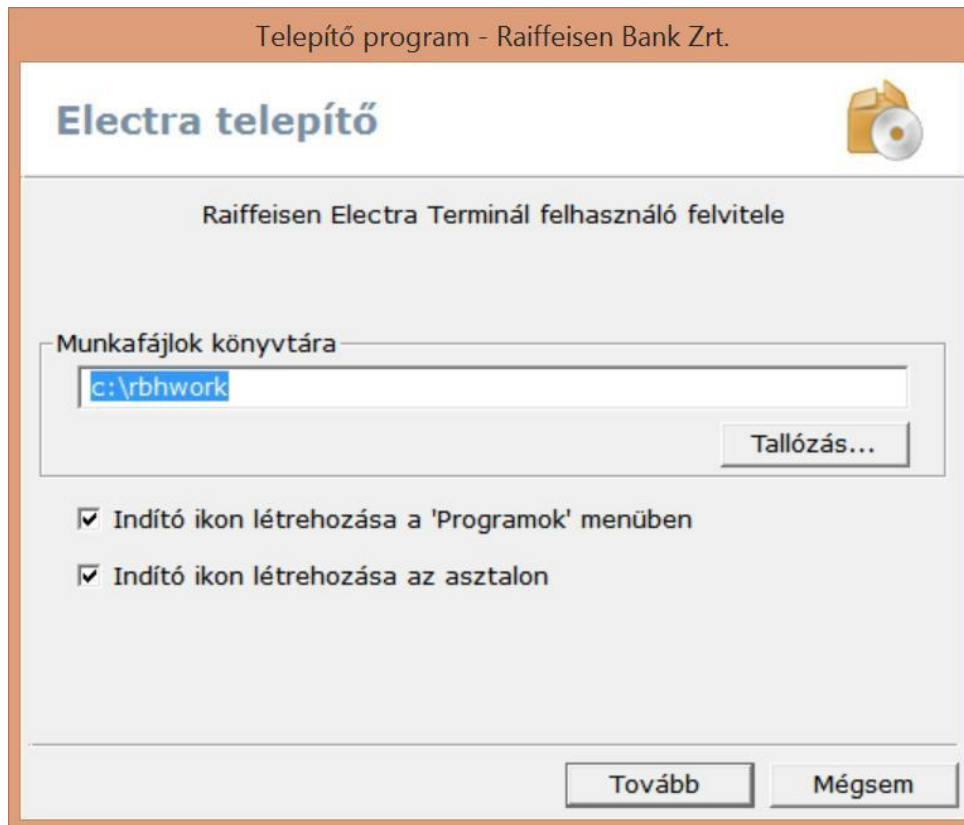 Telepítő program - Raiffeisen Bank Zrt.
Electra telepítő
Raiffeisen Electra Terminál felhasználó felvitele
Munkafájlok könyvtára
c:\rbhwork
Tallózás...
Indító ikon létrehozása a 'Programok' menüben
Indító ikon létrehozása az asztalon
Tovább
Mégsem